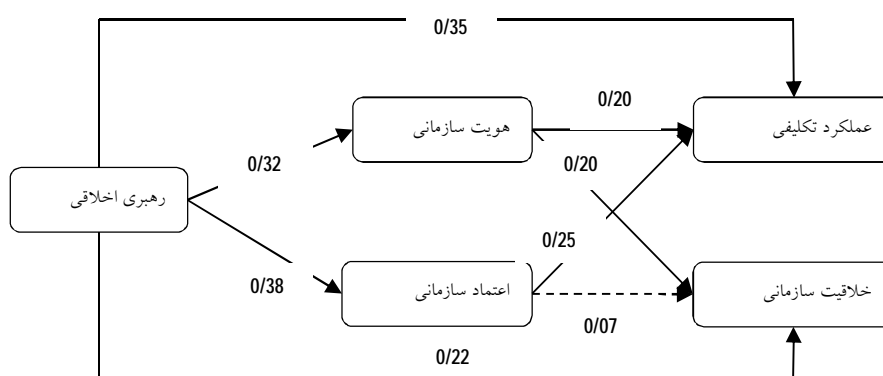 0/35
0/20
هویت سازمانی
عملکرد تکلیفی
0/32
0/20
رهبری اخلاقی
0/25
0/38
اعتماد سازمانی
خلاقیت سازمانی
0/07
0/22